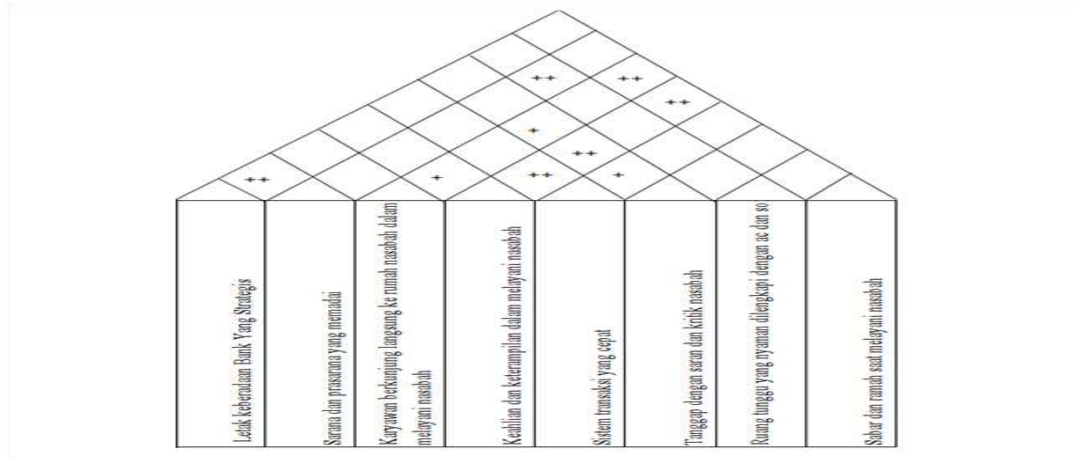 ++ ++
++
+
++
++ + ++ +
Letak keberadaan Bank Yang Strategis
Sarana dan prasarana yang memadai
Karyawan berkunjung langsung ke rumah nasabah dalam
melayani nasabah
Keahlian dan keterampilan dalam melayani nasabah
Sistem transaksi yang cepat
Tanggap dengan saran dan kritik nasabah
Ruang tunggu yang nyaman dilengkapi dengan ac dan so
Sabar dan ramah saat melayani nasabah